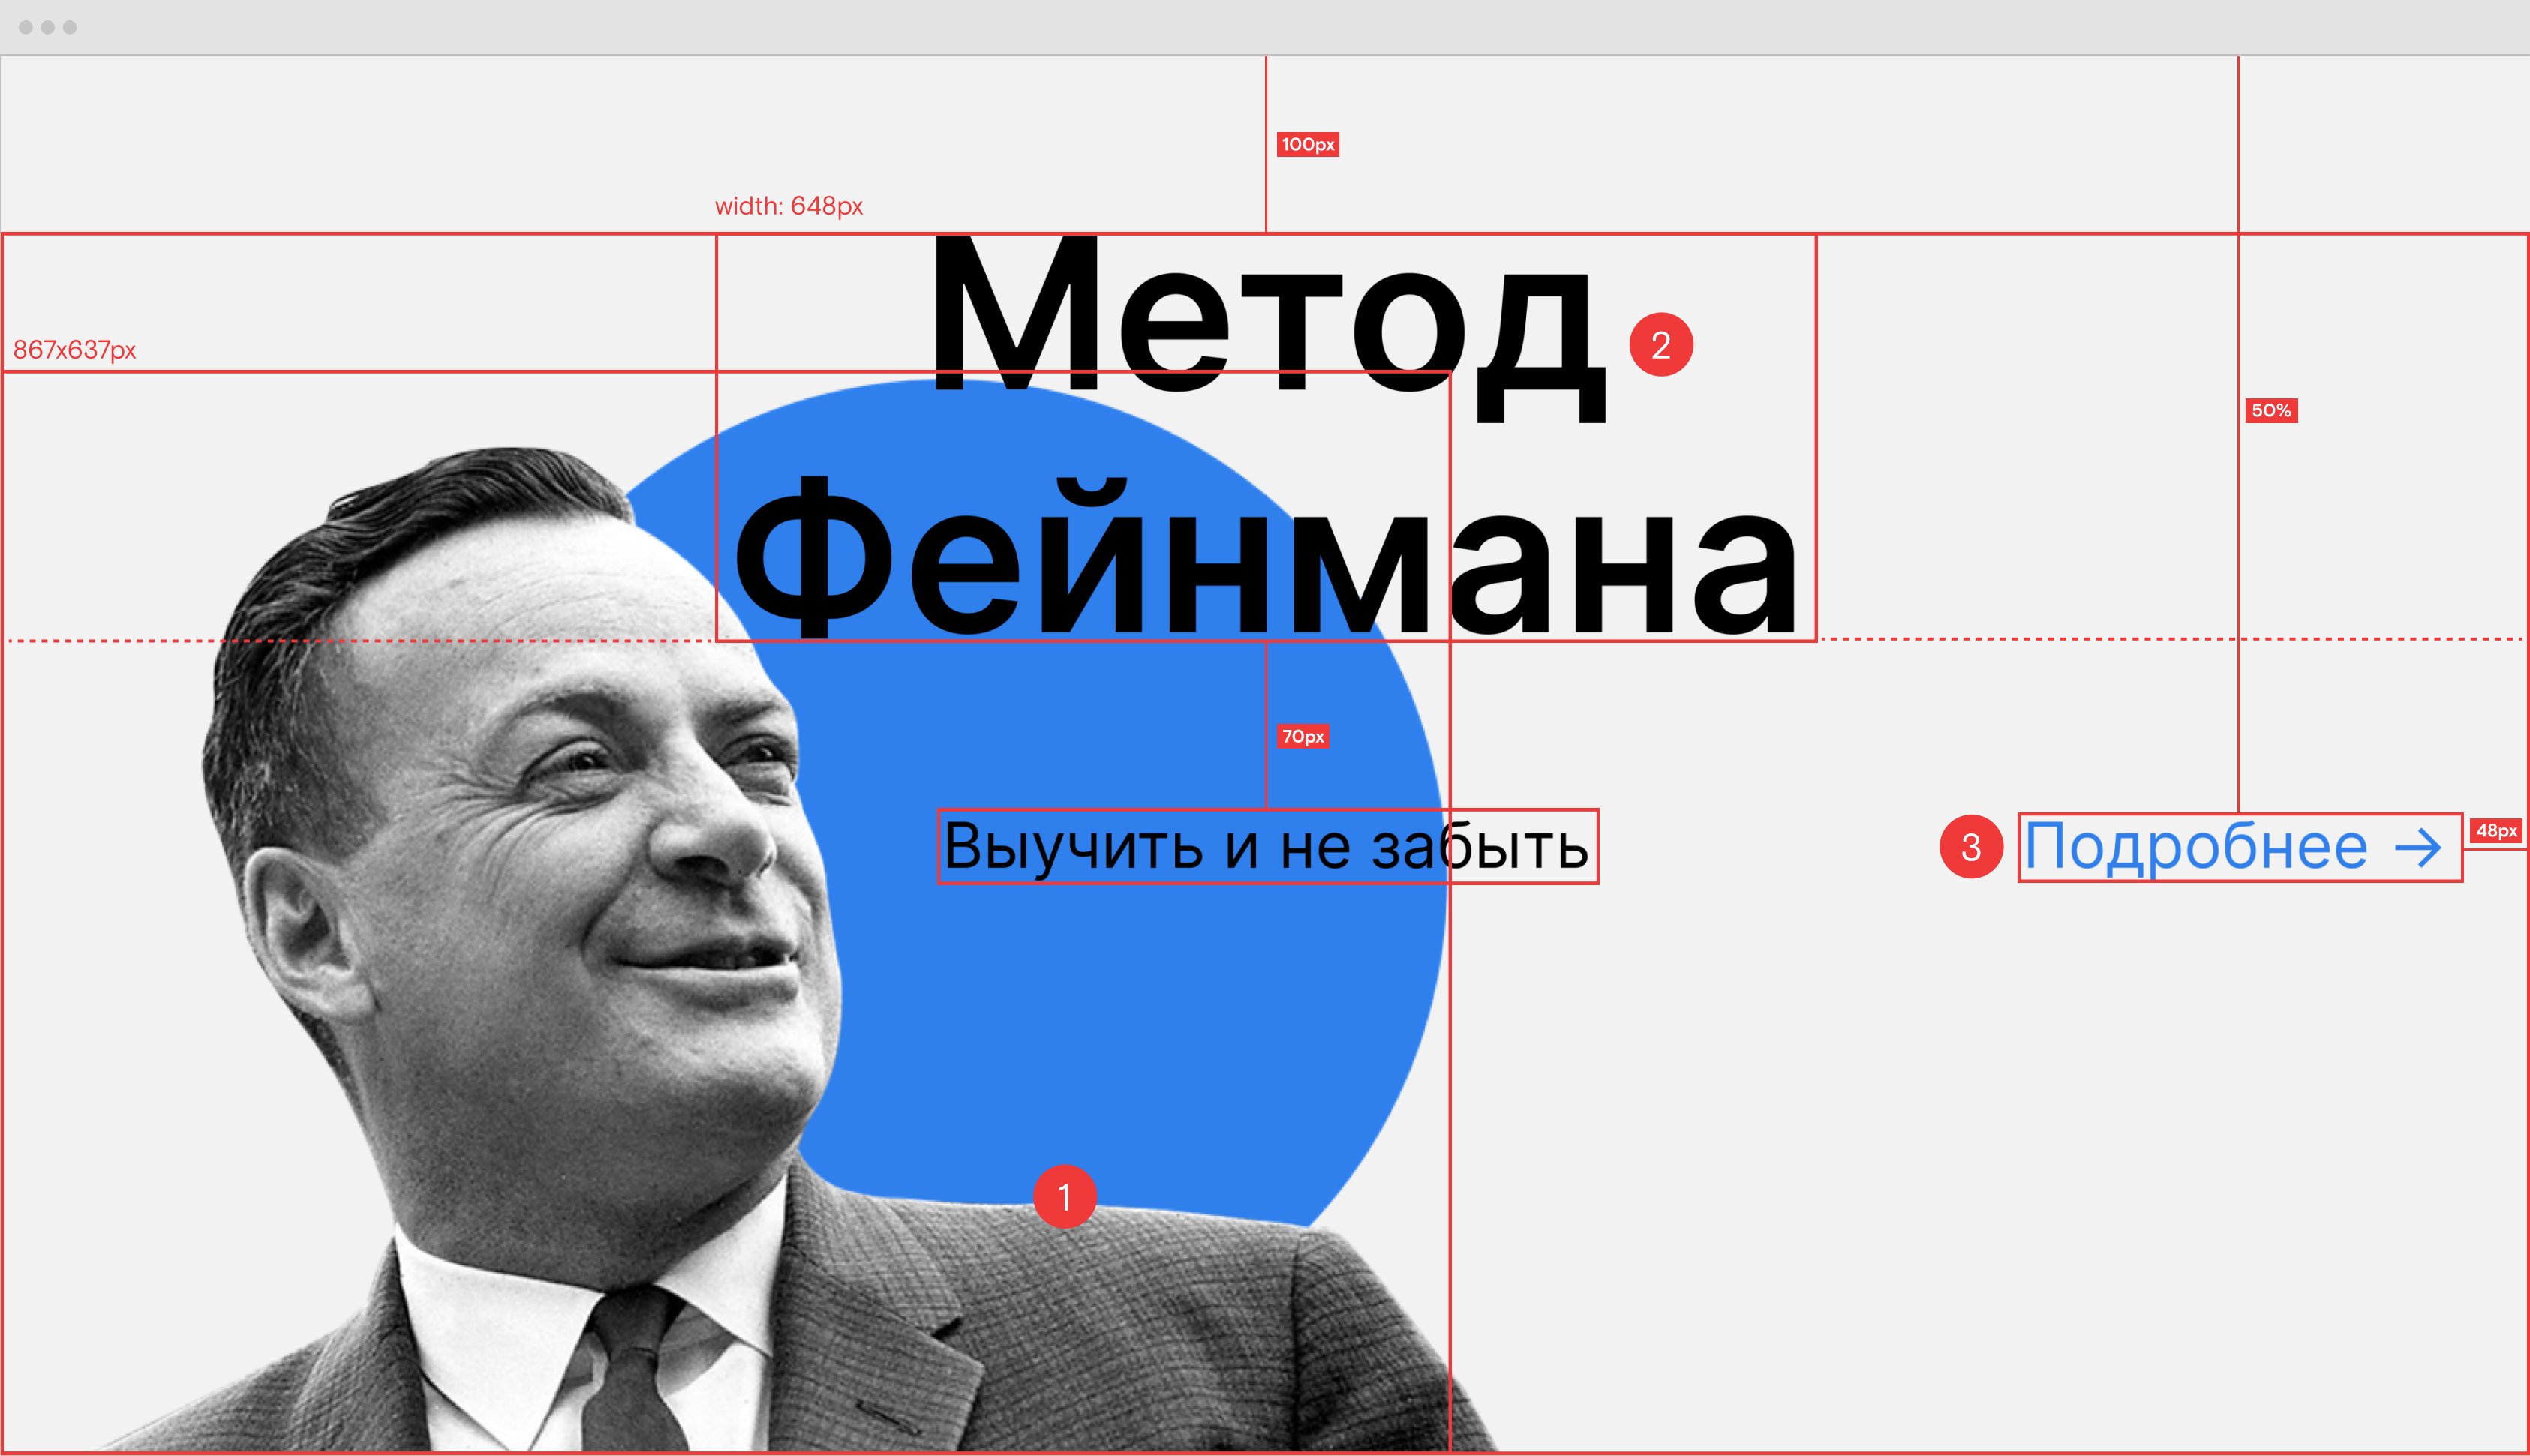 100px
width: 648px
Метод
2
867x637px
50%
Фейнмана
70px
Выучить и не забыть
3
Подробнее →
48px
1